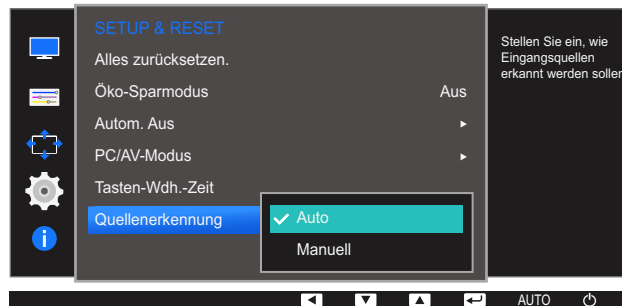 SETUP & RESET
Alles zurücksetzen.
Öko-Sparmodus Aus
Autom. Aus
PC/AV-Modus
Tasten-Wdh.-Zeit
Quellenerkennung
Auto
Manuell
Stellen Sie ein, wie
Eingangsquellen
erkannt werden sollen
AUTO